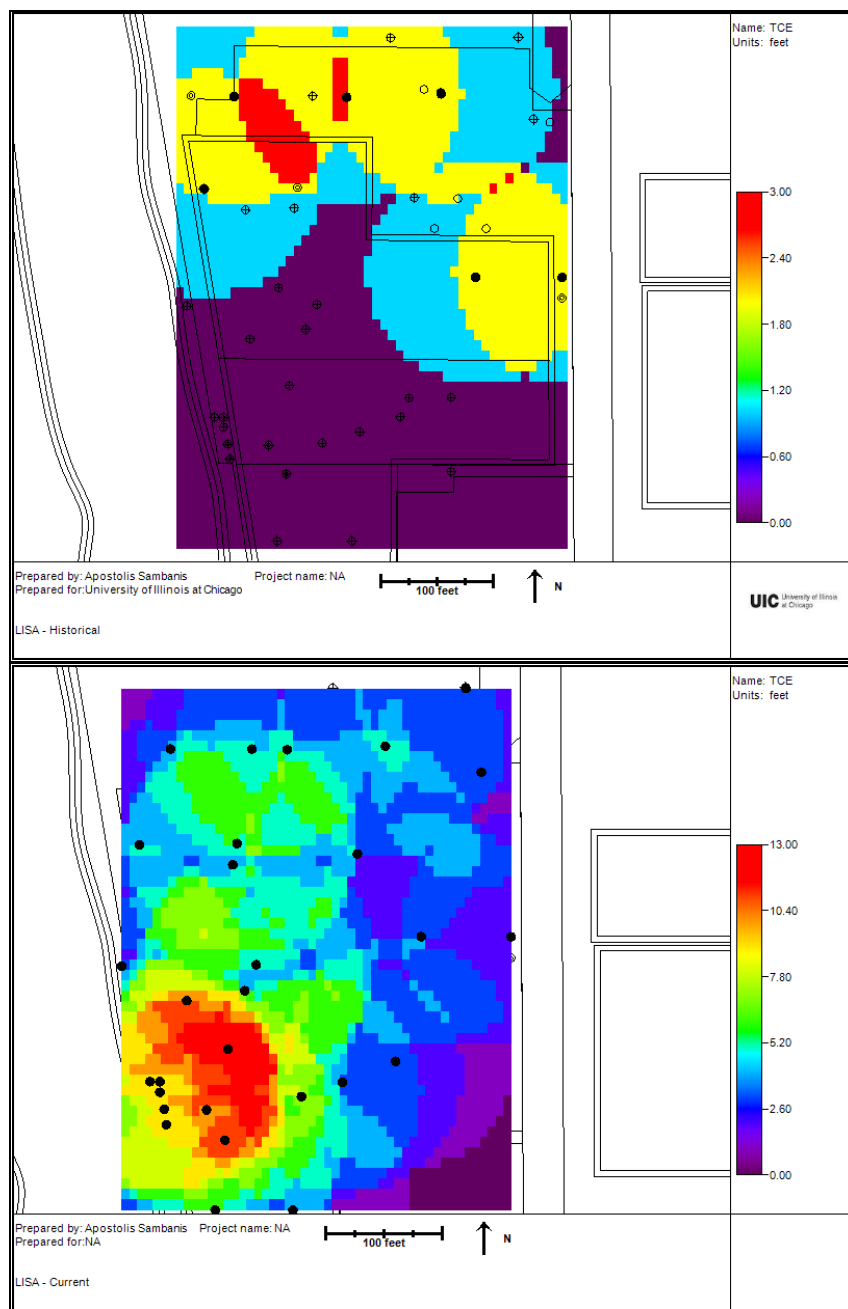 Name: TCE
Units: feet
3.00
2.40
1.80
1.20
0.60
0.00
Prepared by: Apostolis Sambanis Project name: NA
Prepared for:University of Illinois at Chicago
100 feet
N
LISA - Historical
UIC University of Illinois
at Chicago
Name: TCE
Units: feet
13.00
10.40
7.80
5.20
2.60
0.00
Prepared by: Apostolis Sambanis Project name: NA
Prepared for:NA
100 feet
N
LISA - Current